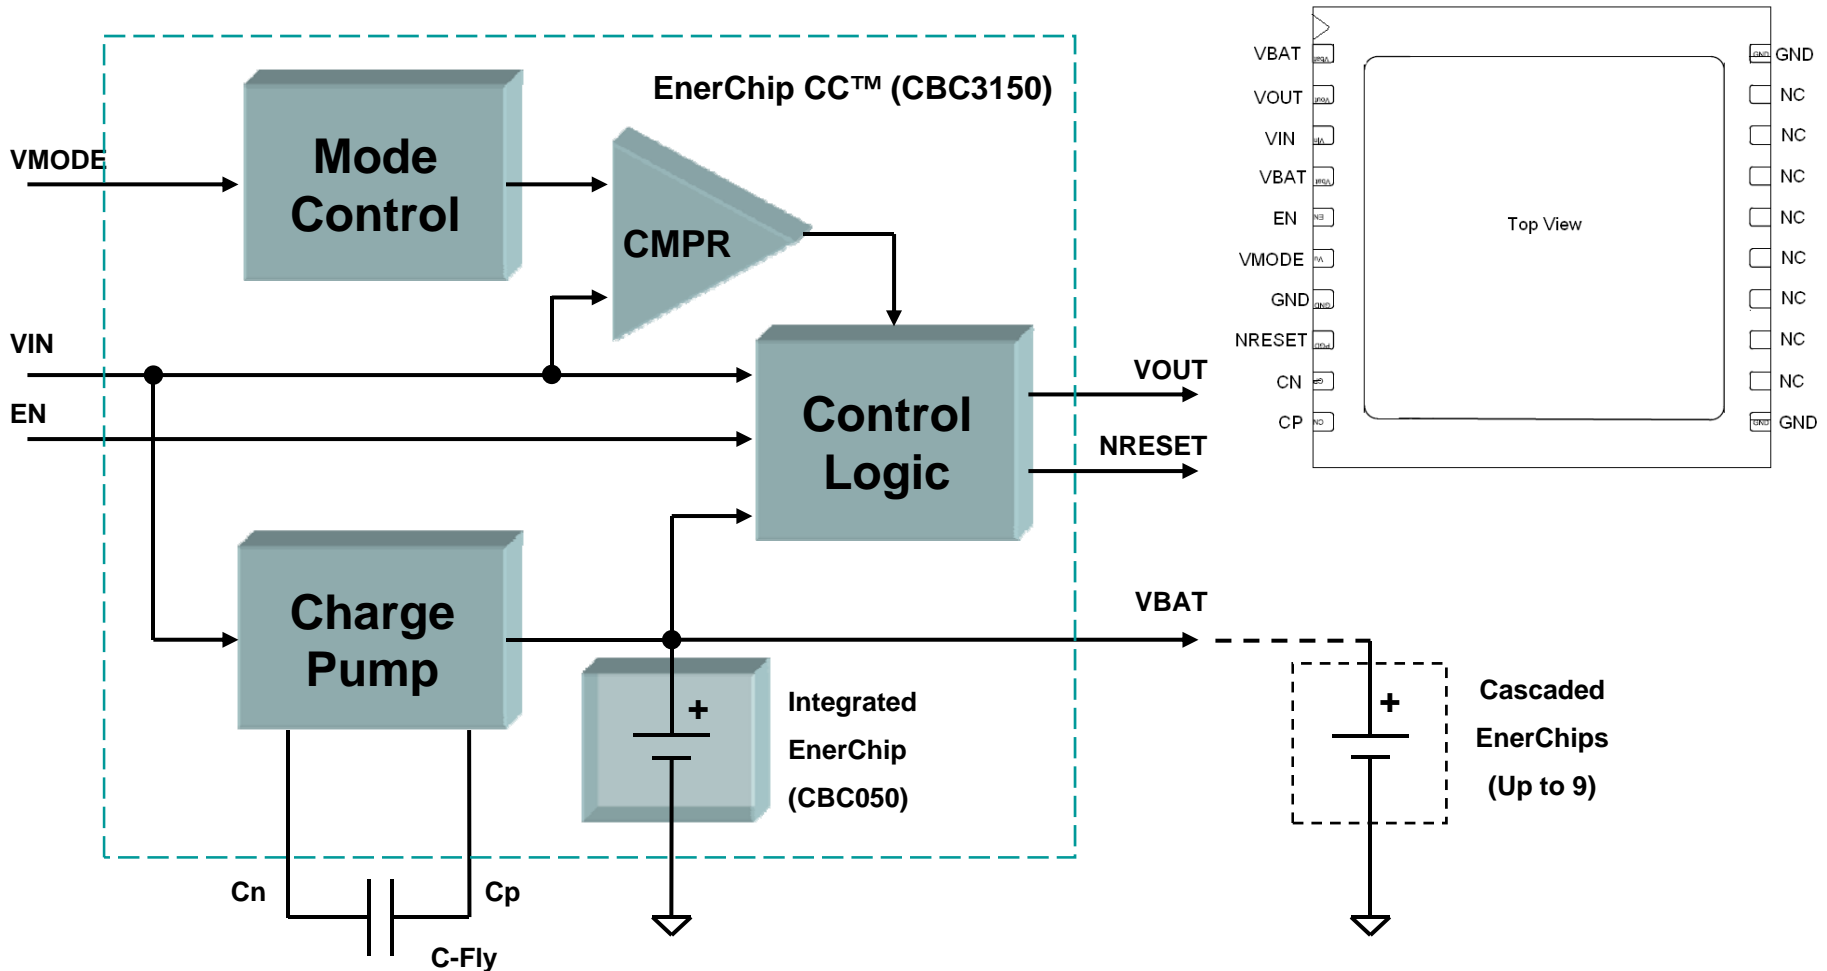 EnerChip CC™ (CBC3150)
VMODE
Mode
Control
CMPR
VIN
EN
Control
Logic
VOUT
NRESET
Charge
Pump
VBAT
+
Integrated
EnerChip
(CBC050)
Cn
Cp
C-Fly
+
Cascaded
EnerChips
(Up to 9)
VBAT
VOUT
VIN
VBAT
EN
VMODE
GND
NRESET
CN
CP
Top View
GND
NC
NC
NC
NC
NC
NC
NC
NC
GND